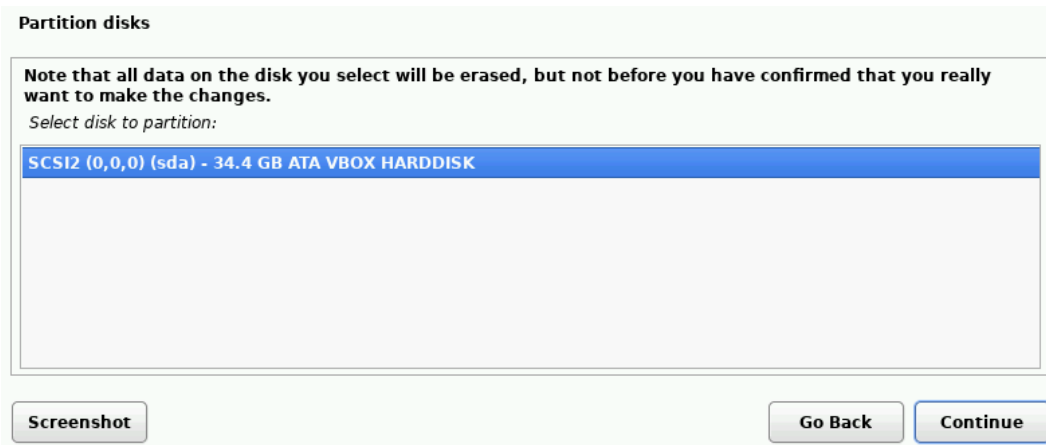 Partition disks
Note that all data on the disk you select will be erased, but not before you have confirmed that you really
want to make the changes.
Select disk to partition:
SCSI2 (0,0,0) (sda) - 34.4 GB ATA VBOX HARDDISK
Screenshot
Go Back
Continue